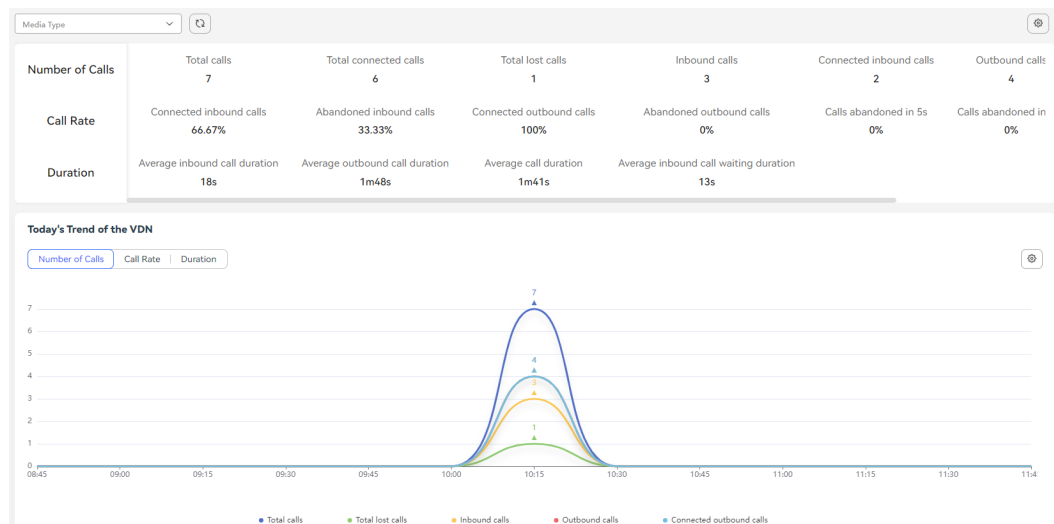 Media Type
Number of Calls
Total calls
Total connected calls
Total lost calls
Inbound calls
Connected inbound calls
Outbound calls
7
6
1
3
2
4
Call Rate
Connected inbound calls
Abandoned inbound calls
Connected outbound calls
Abandoned outbound calls
Calls abandoned in 5s
Calls abandoned in
66.67%
33.33%
100%
0%
0%
0%
Duration
Average inbound call duration
Average outbound call duration
Average call duration
Average inbound call waiting duration
18s
1m48s
1m41s
13s
Today's Trend of the VDN
Number of Calls
Call Rate
Duration
7
7
6
5
4
4
3
3
2
1
1
0
08:45
09:00
09:15
09:30
09:45
10:00
10:15
10:30
10:45
11:00
11:15
11:30
11:4
Total calls
Total lost calls
Inbound calls
Outbound calls
Connected outbound calls